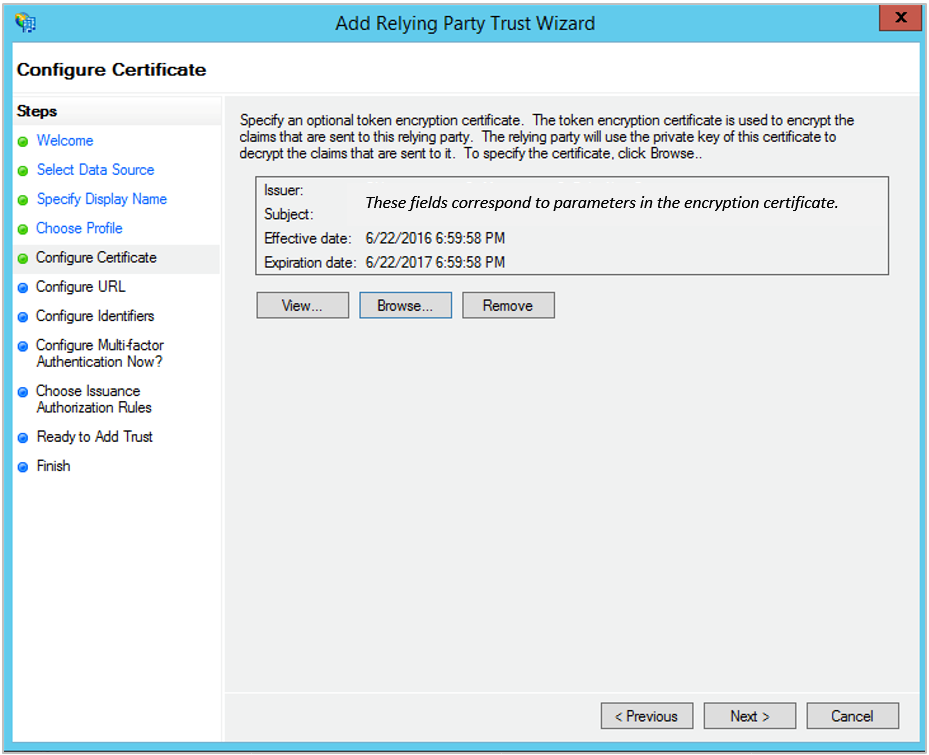 Add Relying Party Trust Wizard
x
Configure Certificate
Steps
Welcome
Select Data Source
Specify Display Name
Choose Profile
Configure Certificate
Configure URL
Configure Identifiers
Configure Multi-factor
Authentication Now?
Choose Issuance
Authorization Rules
Ready to Add Trust
Finish
Specify an optional token encryption certificate.  The token encryption certificate is used to encrypt the
claims that are sent to this relying party.  The relying party will use the private key of this certificate to
decrypt the claims that are sent to it.  To specify the certificate, click Browse..
Issuer:
These fields correspond to parameters in the encryption certificate.
Subject:
Effective date: 6/22/2016 6:59:58 PM
Expiration date: 6/22/2017 6:59:58 PM
View... Browse... Remove
< Previous Next > Cancel